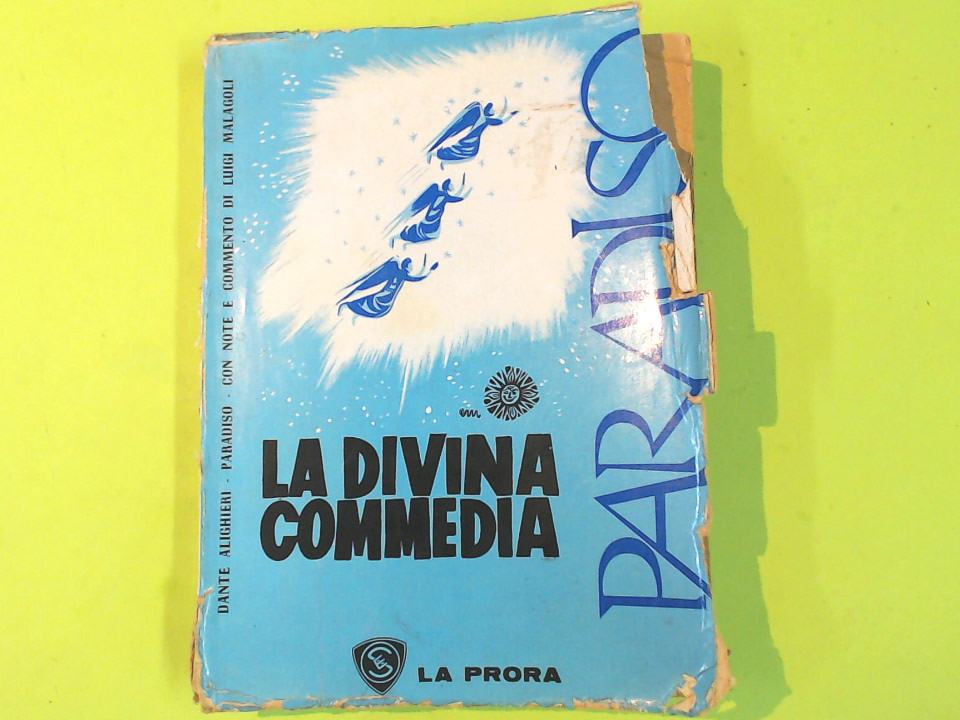 DANTE ALIGHIERI - PARADISO - CON NOTE E COMMENTO DI LUIGI MALAGOLI
PARADISO
LA DIVINA
COMMEDIA
LA PRORA